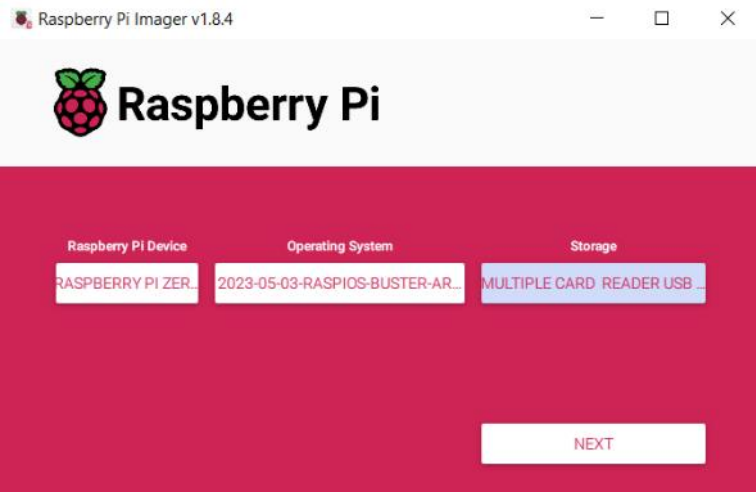 Raspberry Pi Imager v1.8.4
Raspberry Pi
Raspberry Pi Device Operating System Storage
RASPBERRY PI ZER... 2023-05-03-RASPIOS-BUSTER-AR... MULTIPLE CARD READER USB ...
NEXT